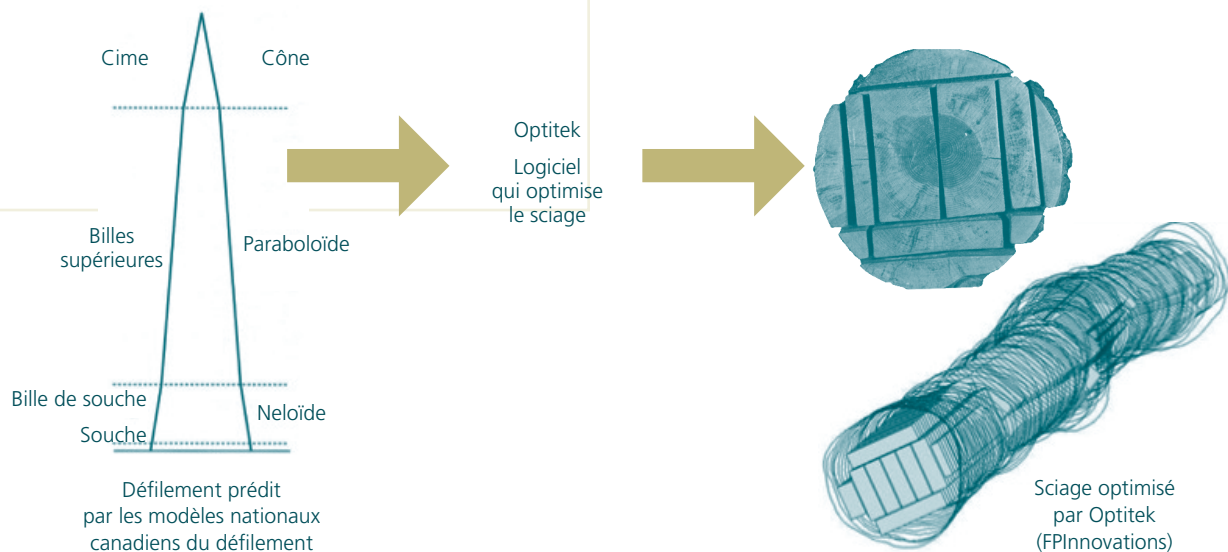 Cime
Cône
Billes
supérieures
Paraboloïde
Bille de souche
Neloïde
Souche
Défilement prédit
par les modèles nationaux
canadiens du défilement
Optitek
Logiciel
qui optimise
le sciage
Sciage optimisé
par Optitek
(FPInnovations)